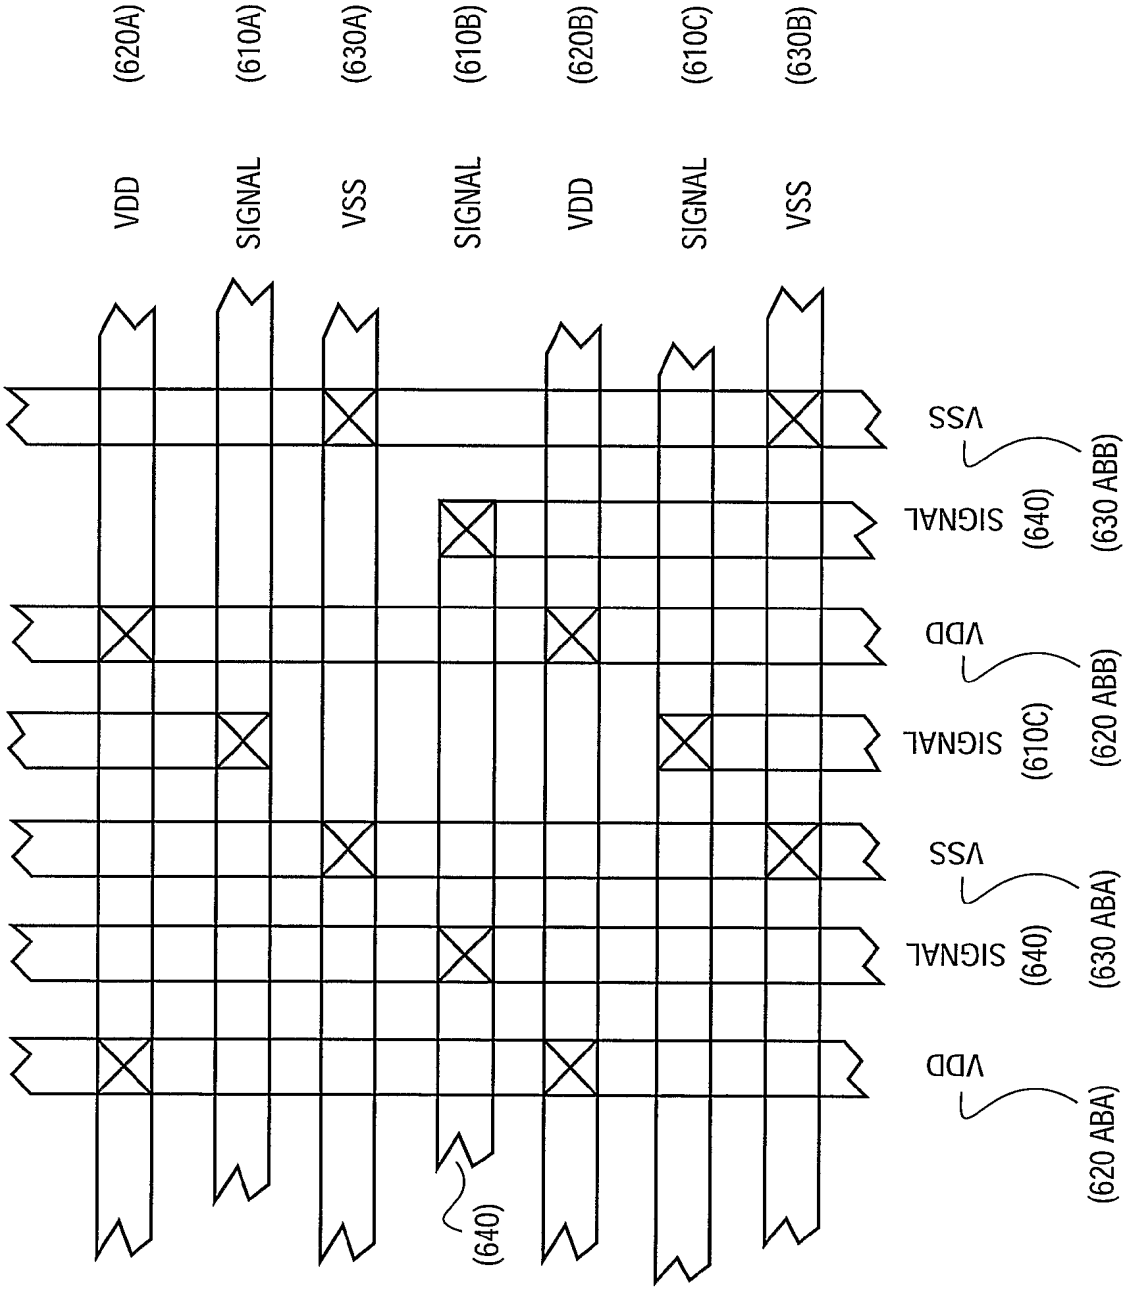 VDD (620A)
SIGNAL (610A)
VSS (630A)
SIGNAL (610B)
VDD (620B)
SIGNAL (610C)
VSS (630B)
(640)
VDD
(620 ABA)
SIGNAL
(640)
VSS
(630 ABA)
SIGNAL
(610C)
VDD
(620 ABB)
SIGNAL
(640)
VSS
(630 ABB)